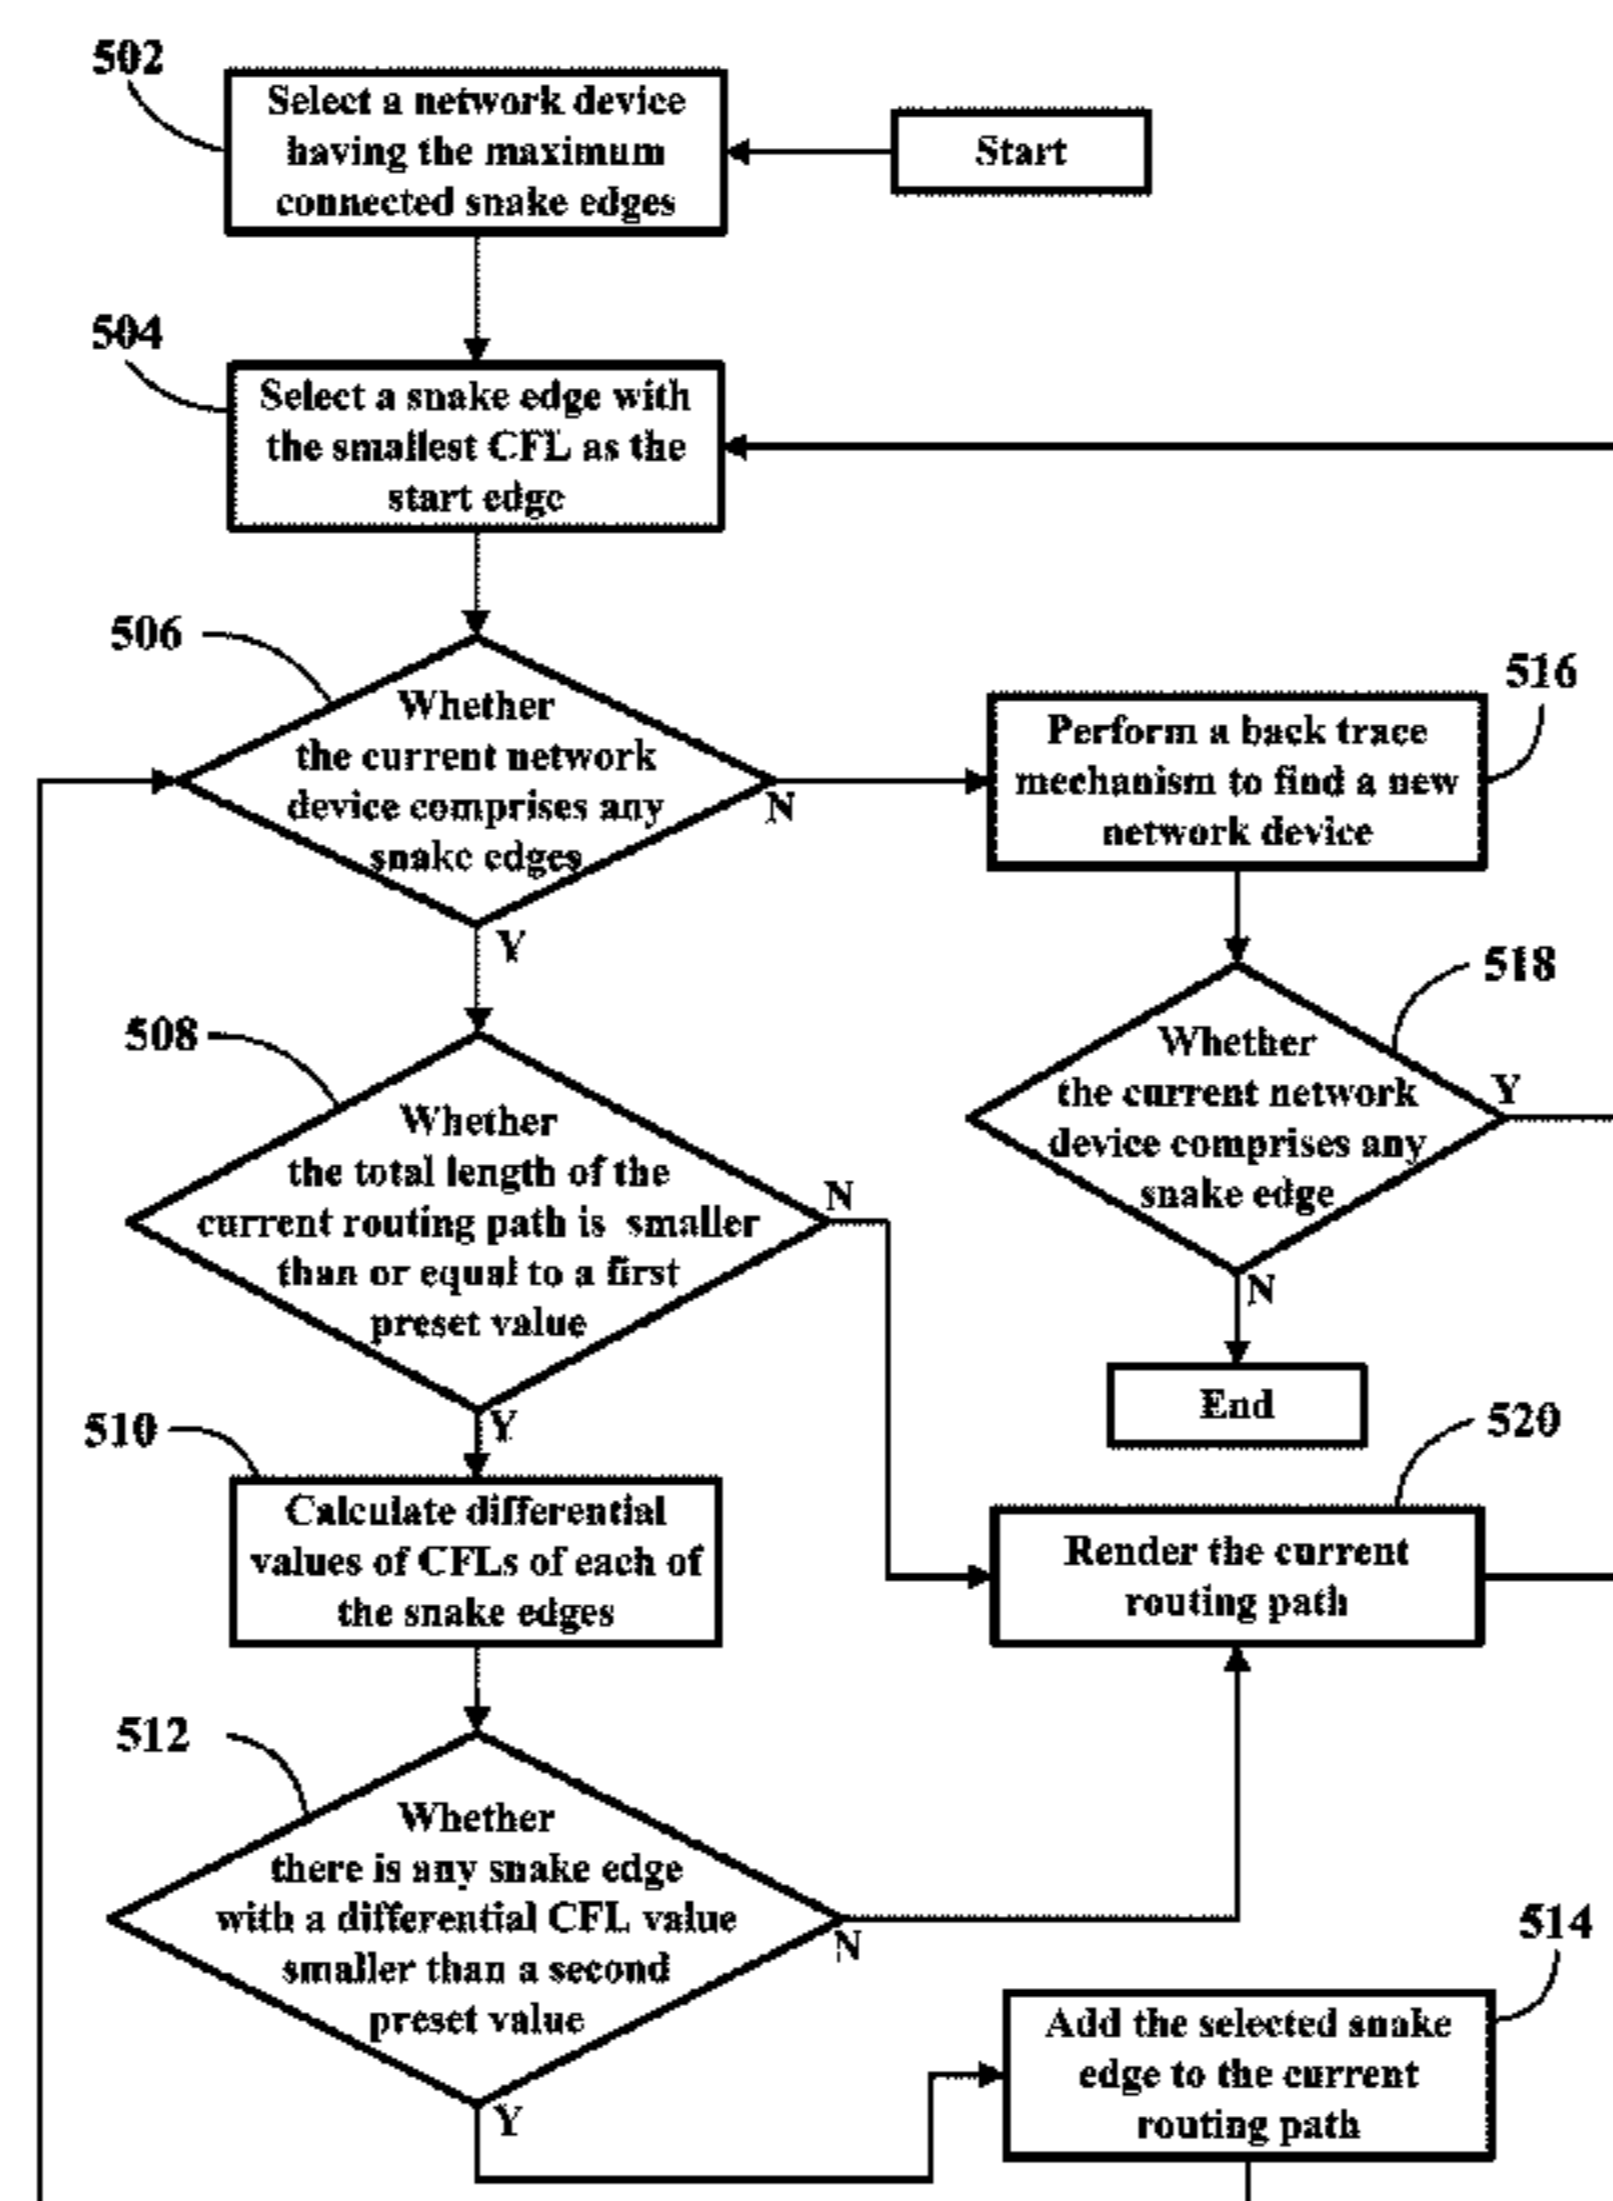 502
Select a network device
having the maximum
connected snake edges
Start
504
Select a snake edge with
the smallest CFL as the
start edge
506
Whether
the current network
device comprises any
snake edges
N
Y
516
Perform a back trace
mechanism to find a new
network device
518
Whether
the current network
device comprises any
snake edge
Y
N
End
508
Whether
the total length of the
current routing path is smaller
than or equal to a first
preset value
N
Y
510
Calculate differential
values of CFLs of each of
the snake edges
520
Render the current
routing path
512
Whether
there is any snake edge
with a differential CFL value
smaller than a second
preset value
N
Y
514
Add the selected snake
edge to the current
routing path